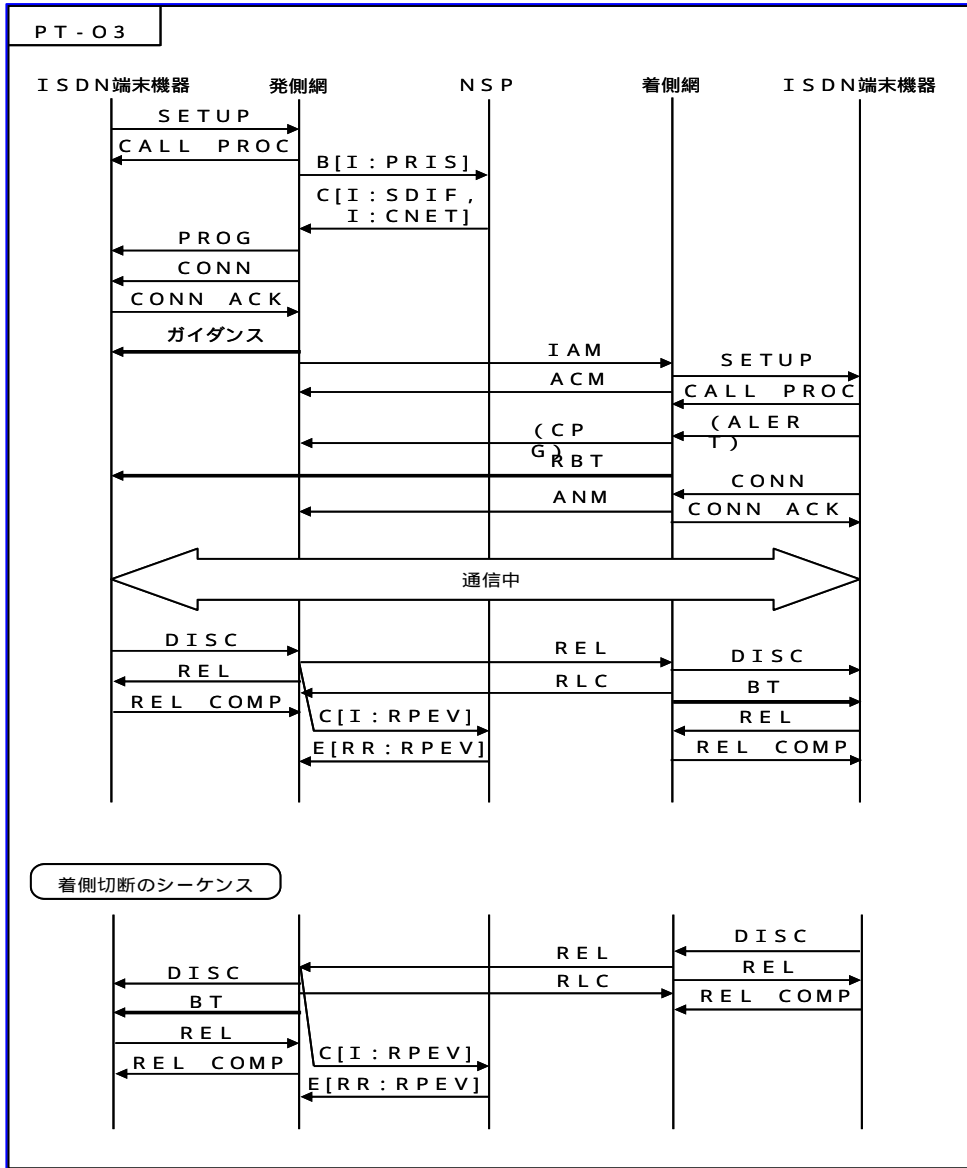 PT-03
ISDN端末機器 発側網 NSP 着側網 ISDN端末機器
SETUP
CALL PROC
B[I:PRIS]
C[I:SDIF,
I:CNET]
PROG
CONN
CONN ACK
ガイダンス
IAM
SETUP
ACM
CALL PROC
(CP
G)
(ALER
T)
RBT
CONN
ANM
CONN ACK
通信中
DISC
REL
DISC
REL
RLC
BT
REL COMP
C[I:RPEV]
REL
E[RR:RPEV]
REL COMP
着側切断のシーケンス
DISC
REL
REL
DISC
RLC
REL COMP
BT
REL
C[I:RPEV]
REL COMP
E[RR:RPEV]